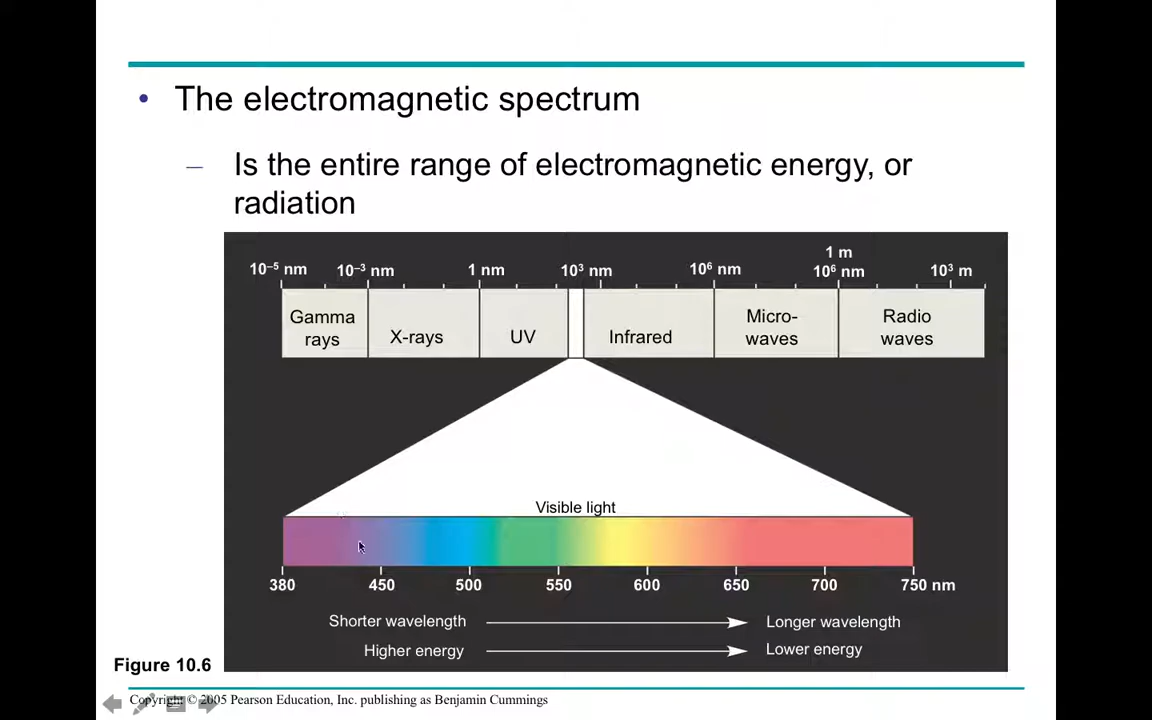 • The electromagnetic spectrum
– Is the entire range of electromagnetic energy, or
radiation
1 m
10⁻⁵ nm 10⁻³ nm 1 nm 10³ nm 10⁶ nm 10⁶ nm 10³ m
Gamma
rays
X-rays
UV
Infrared
Micro-
waves
Radio
waves
Visible light
380 450 500 550 600 650 700 750 nm
Shorter wavelength Longer wavelength
Higher energy Lower energy
Figure 10.6
Copyright © 2005 Pearson Education, Inc. publishing as Benjamin Cummings